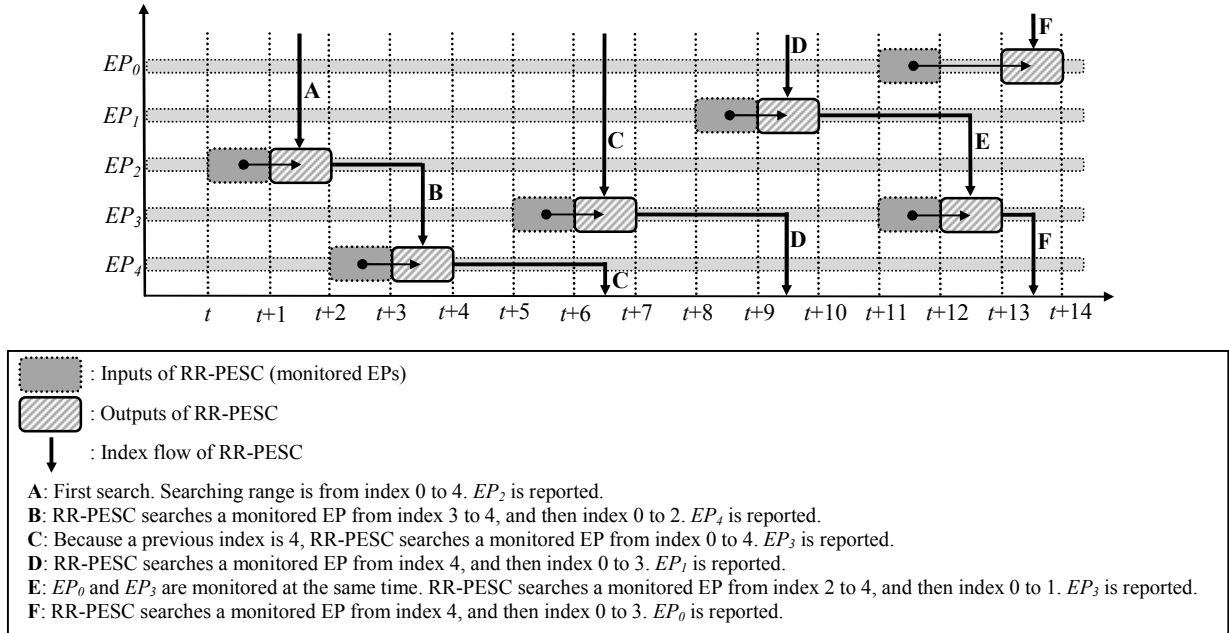 F
D
EP0
A
EP1
C
E
EP2
B
EP3
D
F
EP4
C
t t+1 t+2 t+3 t+4 t+5 t+6 t+7 t+8 t+9 t+10 t+11 t+12 t+13 t+14
: Inputs of RR-PESC (monitored EPs)
: Outputs of RR-PESC
: Index flow of RR-PESC
A: First search. Searching range is from index 0 to 4. EP2 is reported.
B: RR-PESC searches a monitored EP from index 3 to 4, and then index 0 to 2. EP4 is reported.
C: Because a previous index is 4, RR-PESC searches a monitored EP from index 0 to 4. EP3 is reported.
D: RR-PESC searches a monitored EP from index 4, and then index 0 to 3. EP1 is reported.
E: EP0 and EP3 are monitored at the same time. RR-PESC searches a monitored EP from index 2 to 4, and then index 0 to 1. EP3 is reported.
F: RR-PESC searches a monitored EP from index 4, and then index 0 to 3. EP0 is reported.